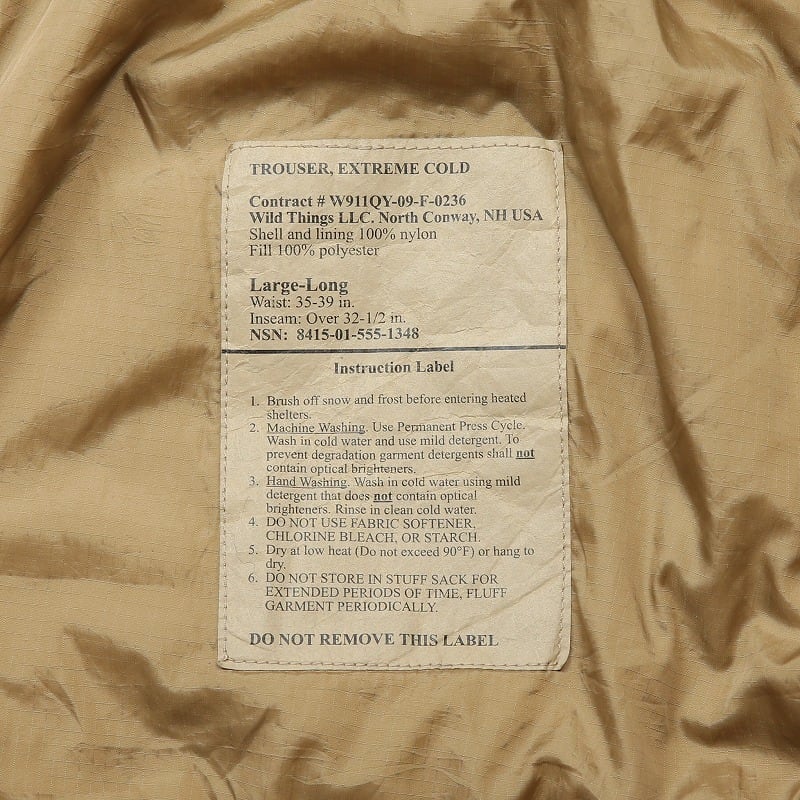 TROUSER, EXTREME COLD
Contract # W911QY-09-F-0236
Wild Things LLC. North Conway, NH USA
Shell and lining 100% nylon
Fill 100% polyester
Large-Long
Waist: 35-39 in.
Inseam: Over 32-1/2 in.
NSN: 8415-01-555-1348
Instruction Label
1. Brush off snow and frost before entering heated
shelters.
2. Machine Washing. Use Permanent Press Cycle.
Wash in cold water and use mild detergent. To
prevent degradation garment detergents shall not
contain optical brighteners.
3. Hand Washing. Wash in cold water using mild
detergent that does not contain optical
brighteners. Rinse in clean cold water.
4. DO NOT USE FABRIC SOFTENER,
CHLORINE BLEACH, OR STARCH.
5. Dry at low heat (Do not exceed 90°F) or hang to
dry.
6. DO NOT STORE IN STUFF SACK FOR
EXTENDED PERIODS OF TIME, FLUFF
GARMENT PERIODICALLY.
DO NOT REMOVE THIS LABEL